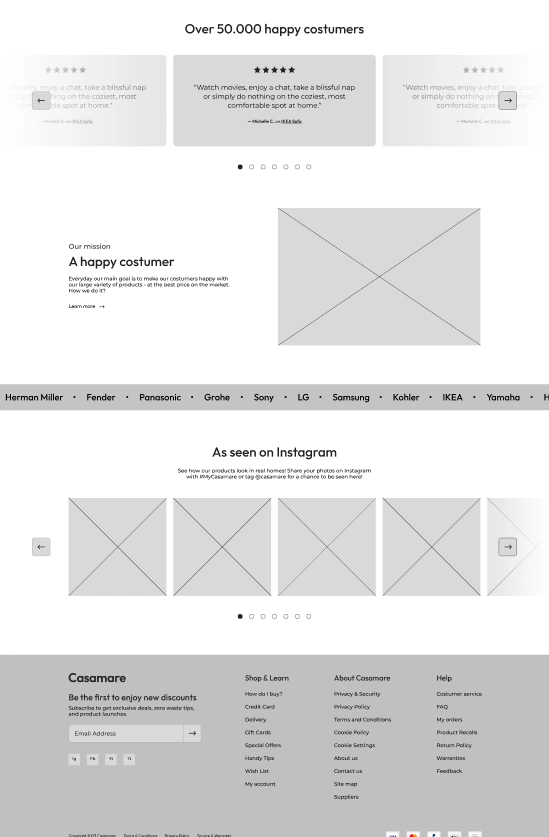 Over 50.000 happy costumers
"Watch movies, enjoy a chat, take a blissful nap
or simply do nothing on the coziest, most
comfortable spot at home."
— Michelle C. on IKEA Sofa.
movies, enjoy a chat, take a blissful nap
nothing on the coziest, most
spot at home."
— Michelle C. on IKEA Sofa.
"Watch movies, enjoy a chat, take a
or simply do nothing on the
comfortable spot at home."
— Michelle C. on IKEA
Our mission
A happy costumer
Everyday our main goal is to make our costumers happy with
our large variety of products - at the best price on the market.
How we do it?
Learn more →
Herman Miller • Fender • Panasonic • Grohe • Sony • LG • Samsung • Kohler • IKEA • Yamaha • H
As seen on Instagram
See how our products look in real homes! Share your photos on Instagram
with #MyCasamare or tag @casamare for a chance to be seen here!
Casamare
Be the first to enjoy new discounts
Subscribe to get exclusive deals, zero waste tips,
and product launches.
Email Address
Ig Fb Yt Tt
Shop & Learn
How do I buy?
Credit Card
Delivery
Gift Cards
Special Offers
Handy Tips
Wish List
My account
About Casamare
Privacy & Security
Privacy Policy
Terms and Conditions
Cookie Policy
Cookie Settings
About us
Contact us
Site map
Suppliers
Help
Costumer service
FAQ
My orders
Product Recalls
Return Policy
Warranties
Feedback
Copyright 2023 Casamare Terms & Conditions Privacy Policy Service & Warranty